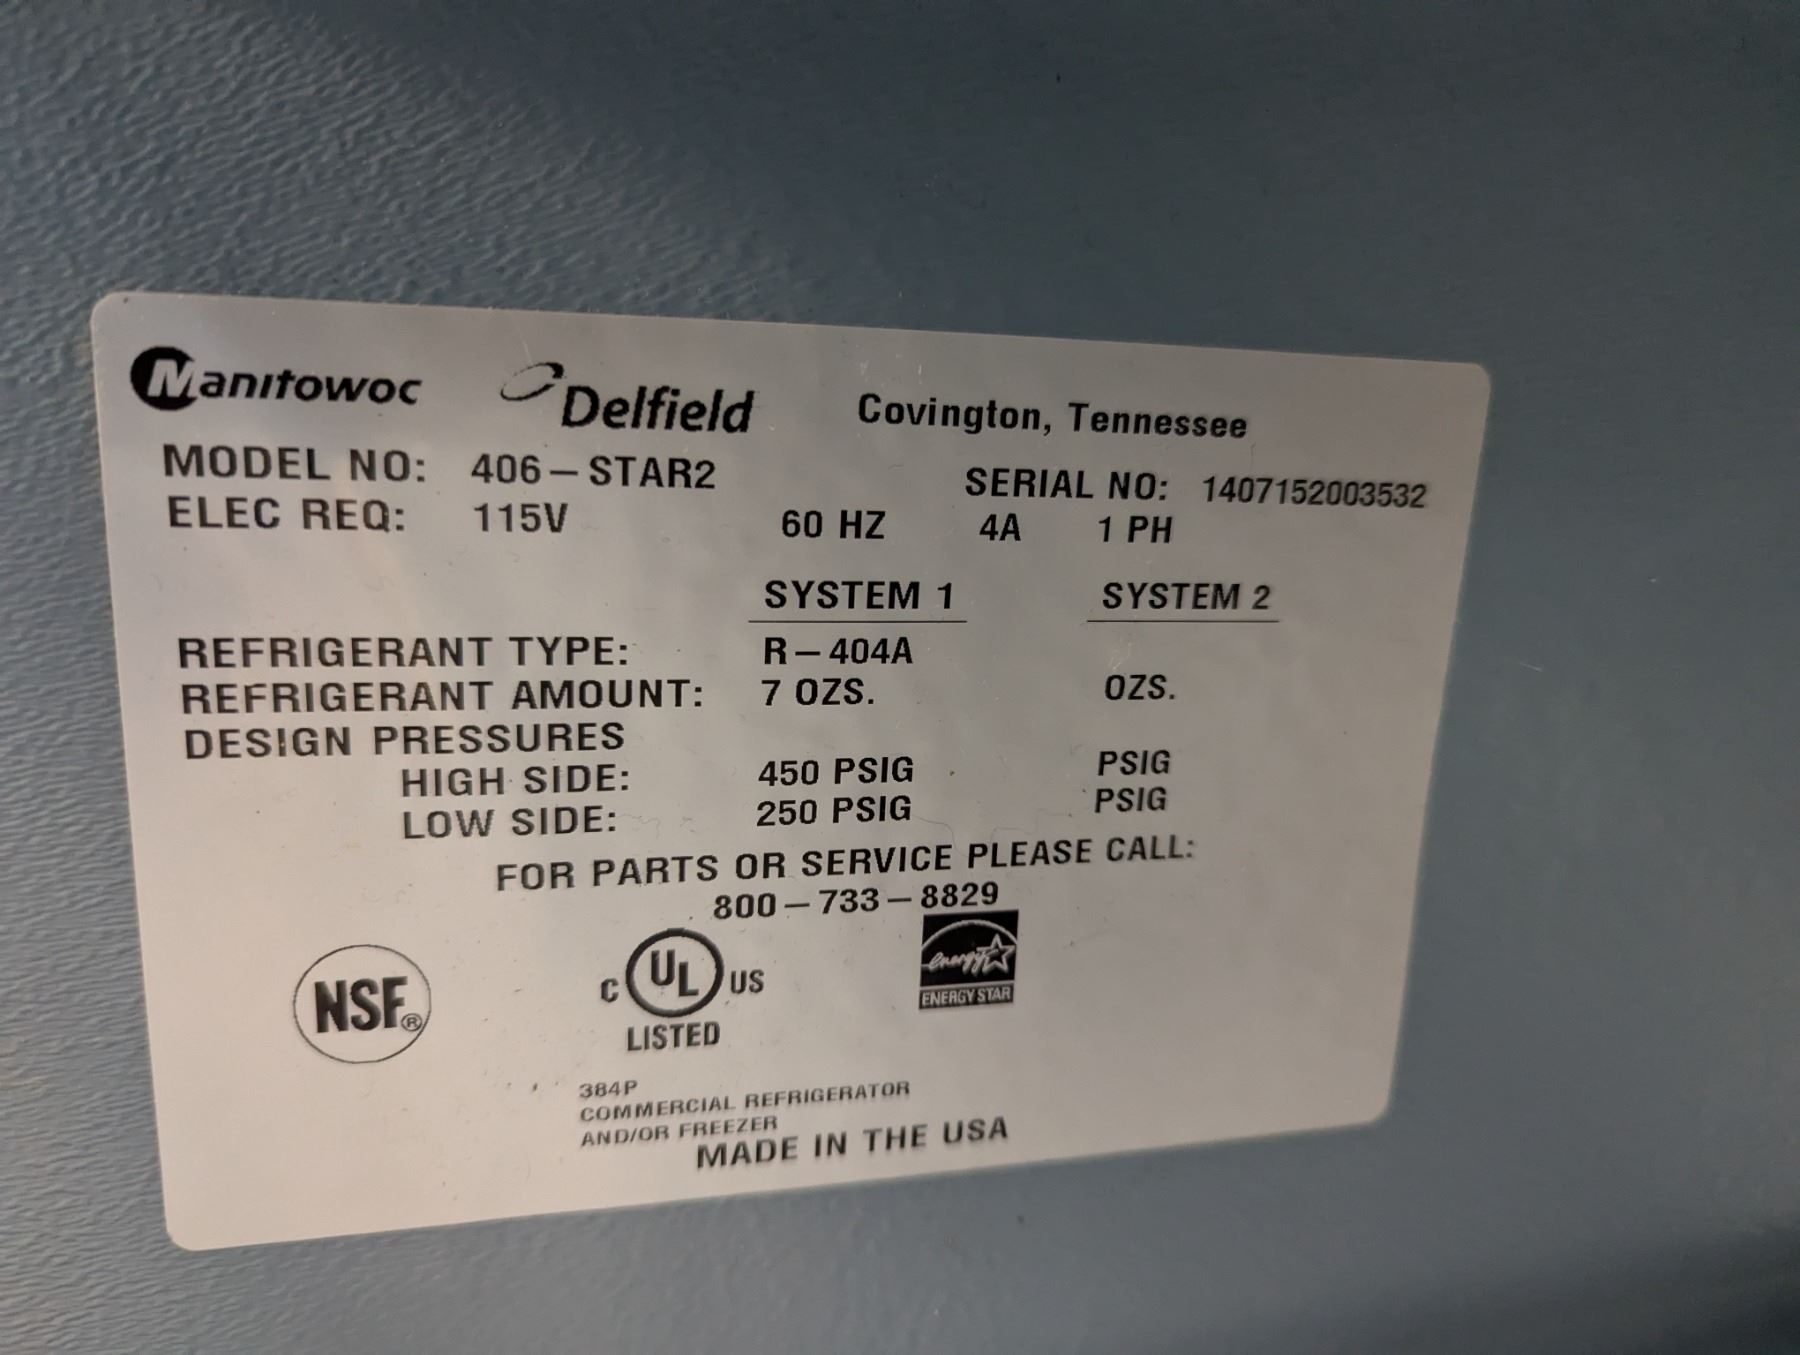 Manitowoc Delfield Covington, Tennessee
MODEL NO: 406-STAR2 SERIAL NO: 1407152003532
ELEC REQ: 115V 60 HZ 4A 1 PH
SYSTEM 1 SYSTEM 2
REFRIGERANT TYPE: R-404A
REFRIGERANT AMOUNT: 7 OZS. OZS.
DESIGN PRESSURES
HIGH SIDE: 450 PSIG PSIG
LOW SIDE: 250 PSIG PSIG
FOR PARTS OR SERVICE PLEASE CALL:
800-733-8829
NSF®
C UL US
LISTED
energy
ENERGY STAR
384P
COMMERCIAL REFRIGERATOR
AND/OR FREEZER
MADE IN THE USA